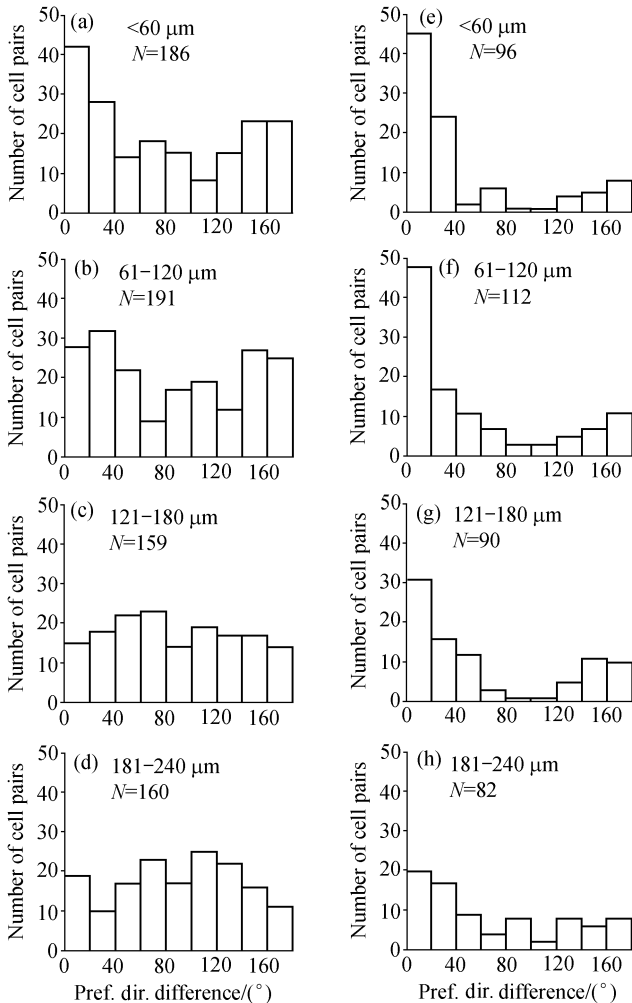 (a)
<60 μm
N=186
Number of cell pairs
50
40
30
20
10
0
0 40 80 120 160
(e)
<60 μm
N=96
Number of cell pairs
50
40
30
20
10
0
0 40 80 120 160
(b)
61–120 μm
N=191
Number of cell pairs
50
40
30
20
10
0
0 40 80 120 160
(f)
61–120 μm
N=112
Number of cell pairs
50
40
30
20
10
0
0 40 80 120 160
(c)
121–180 μm
N=159
Number of cell pairs
50
40
30
20
10
0
0 40 80 120 160
(g)
121–180 μm
N=90
Number of cell pairs
50
40
30
20
10
0
0 40 80 120 160
(d)
181–240 μm
N=160
Number of cell pairs
50
40
30
20
10
0
0 40 80 120 160
Pref. dir. difference/(°)
(h)
181–240 μm
N=82
Number of cell pairs
50
40
30
20
10
0
0 40 80 120 160
Pref. dir. difference/(°)